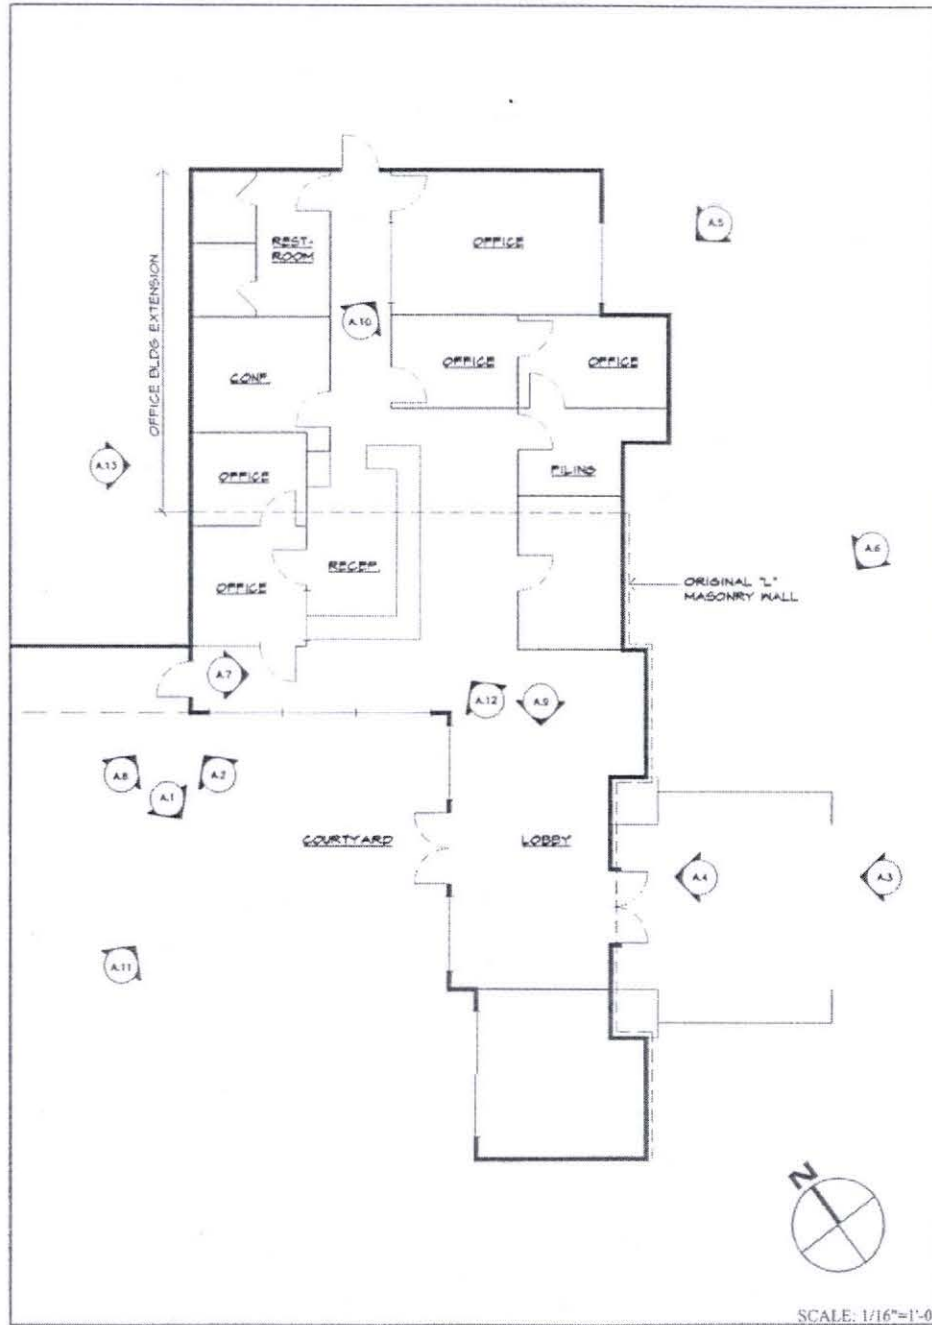 A.5
REST-
ROOM
OFFICE
OFFICE BLDG EXTENSION
A.10
CONF.
OFFICE
OFFICE
A.13
OFFICE
FILING
A.6
RECEP.
OFFICE
ORIGINAL "L"
MASONRY WALL
A.7
A.12
A.9
A.8
A.2
A.1
COURTYARD
LOBBY
A.4
A.3
A.11
N
SCALE: 1/16"=1'-0